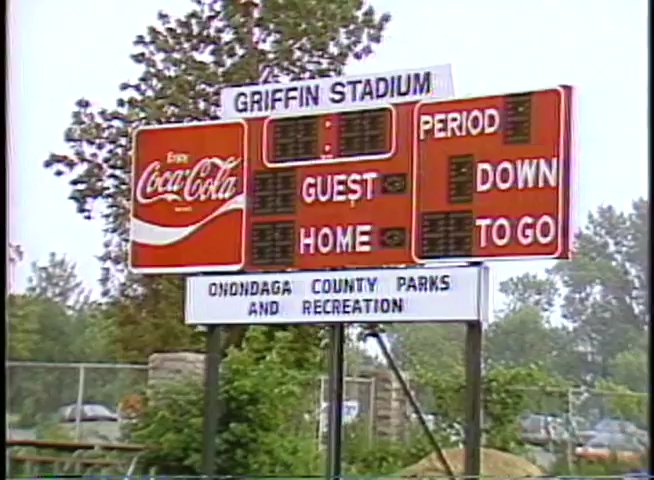 GRIFFIN STADIUM
Enjoy
Coca-Cola
PERIOD
GUEST
DOWN
HOME
TO GO
ONONDAGA COUNTY PARKS
AND RECREATION